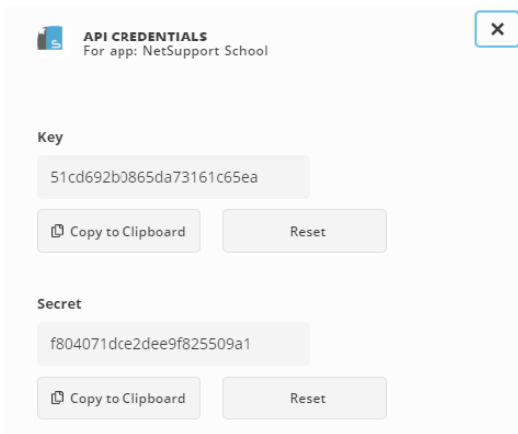 API CREDENTIALS
For app: NetSupport School
Key
51cd692b0865da73161c65ea
Copy to Clipboard Reset
Secret
f804071dce2dee9f825509a1
Copy to Clipboard Reset